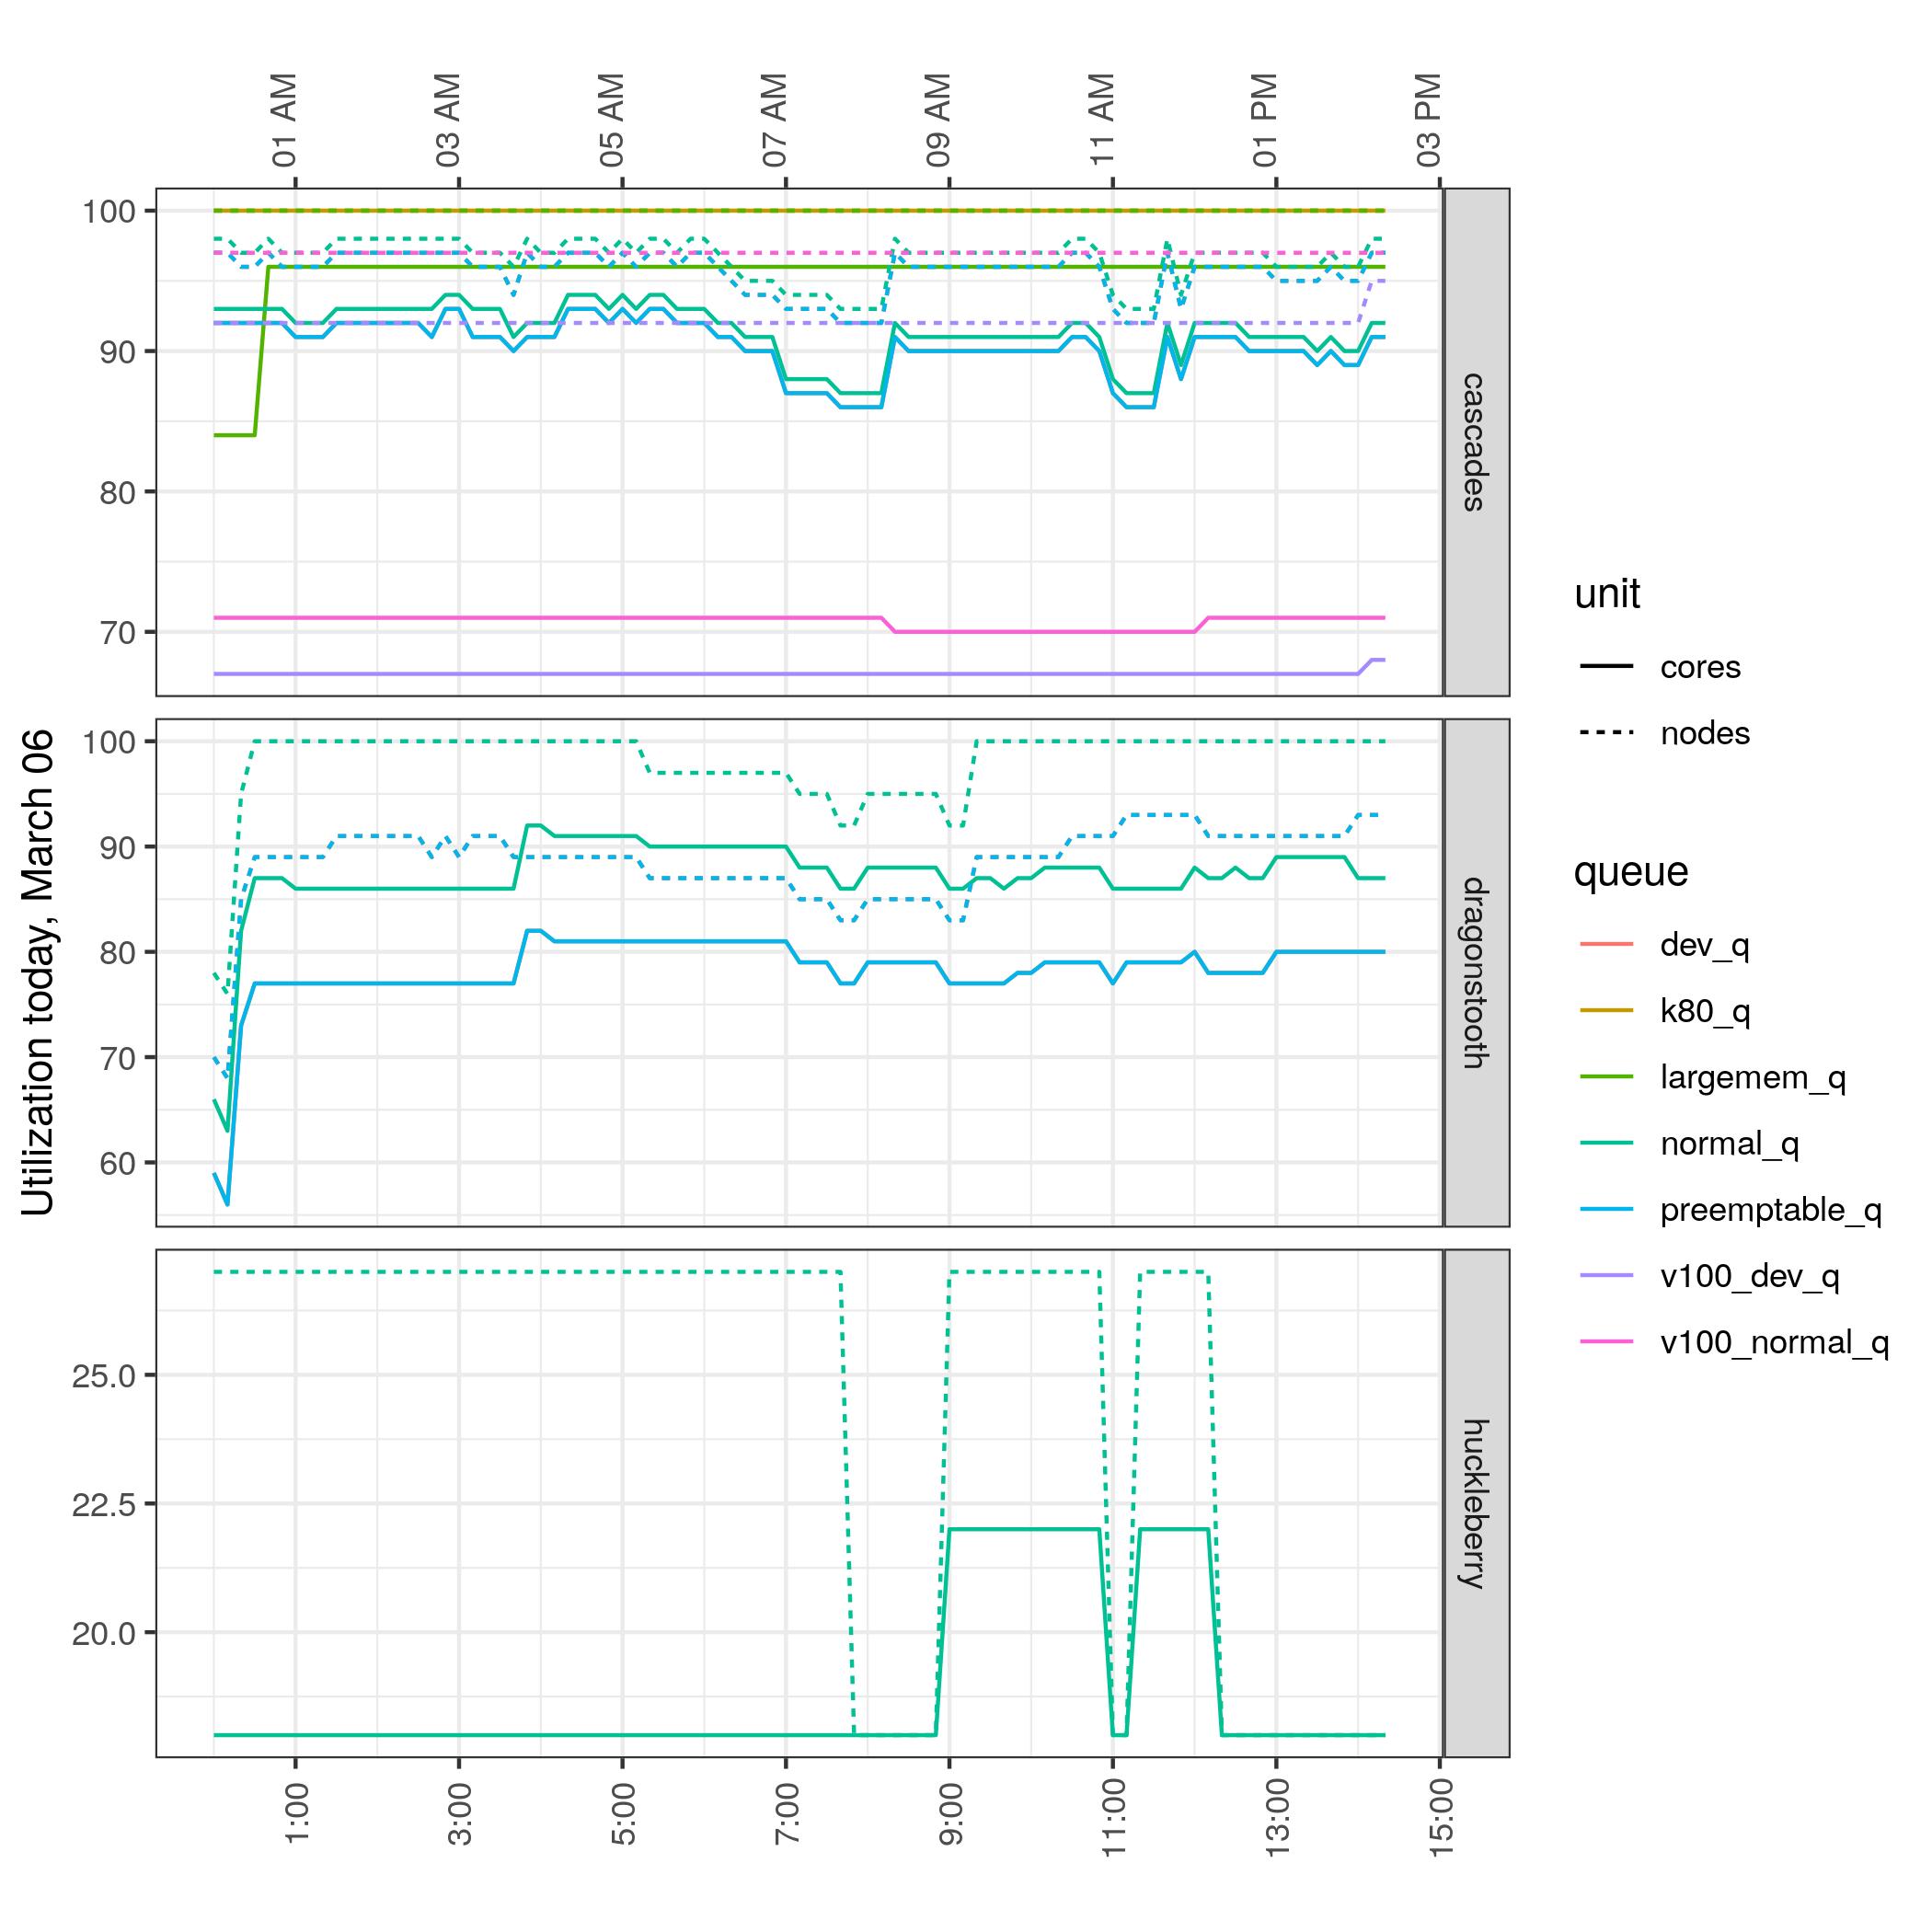 01 AM
03 AM
05 AM
07 AM
09 AM
11 AM
01 PM
03 PM
Utilization today, March 06
100
90
80
70
cascades
100
90
80
70
60
dragonstooth
25.0
22.5
20.0
huckleberry
1:00
3:00
5:00
7:00
9:00
11:00
13:00
15:00
unit
cores
nodes
queue
dev_q
k80_q
largemem_q
normal_q
preemptable_q
v100_dev_q
v100_normal_q